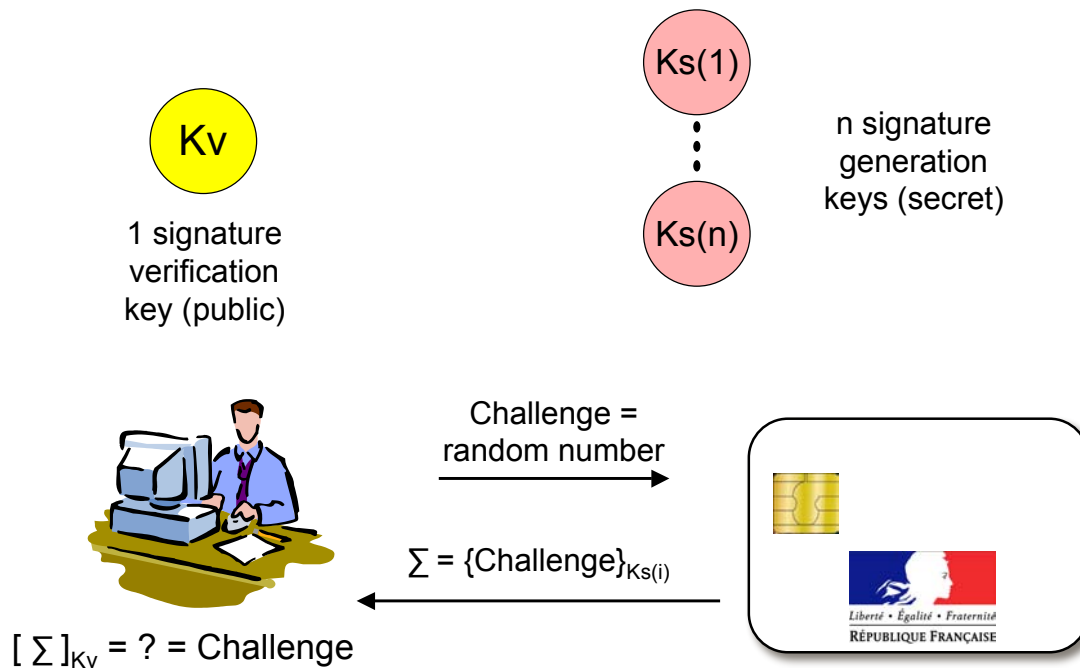 Kv
1 signature
verification
key (public)
Ks(1)
Ks(n)
n signature
generation
keys (secret)
Challenge =
random number
∑ = {Challenge}Ks(i)
[ ∑ ]Kv = ? = Challenge
Liberté • Égalité • Fraternité
RÉPUBLIQUE FRANÇAISE